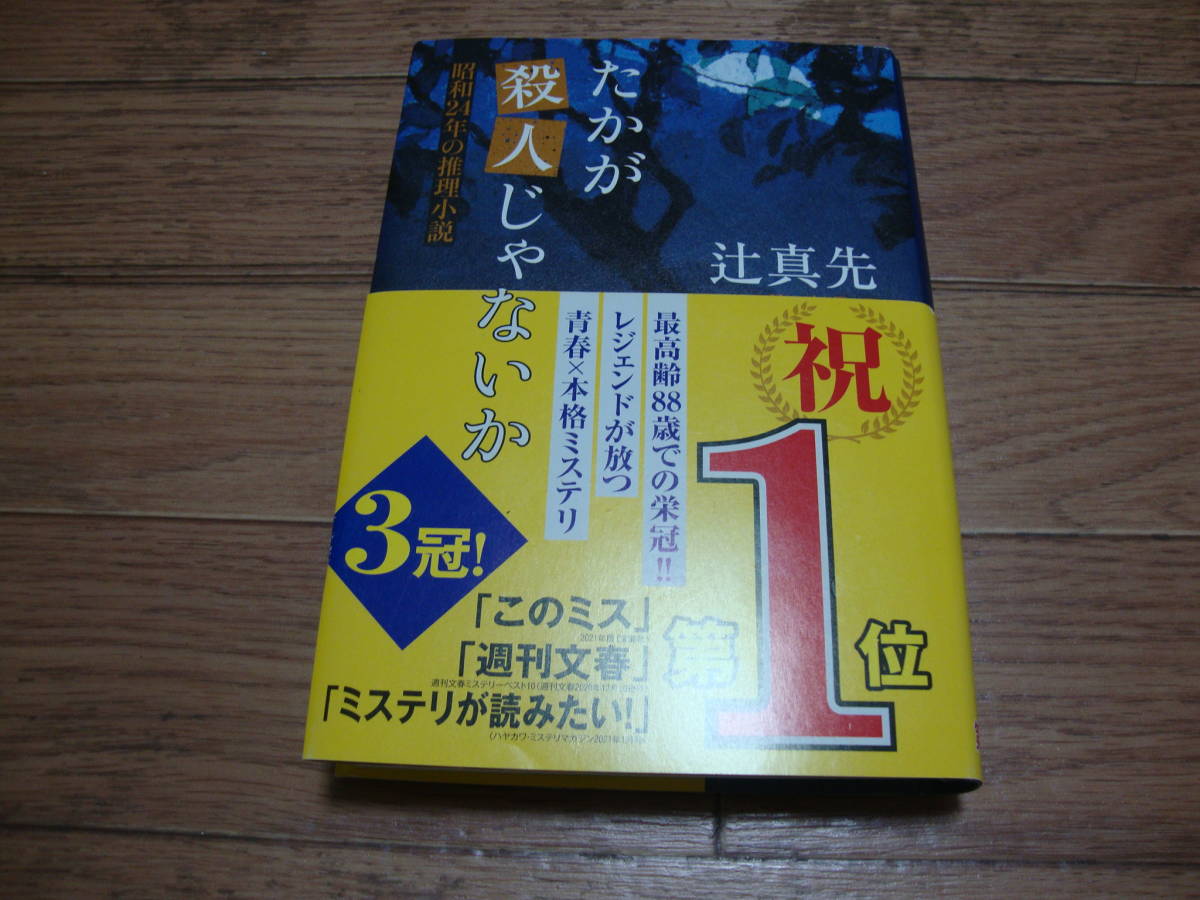 たかが
殺人じゃないか
昭和24年の推理小説
辻真先
祝
第1位
最高齢88歳での栄冠!!
レジェンドが放つ
青春×本格ミステリ
3冠!
「このミス」
「週刊文春」
「ミステリが読みたい!」